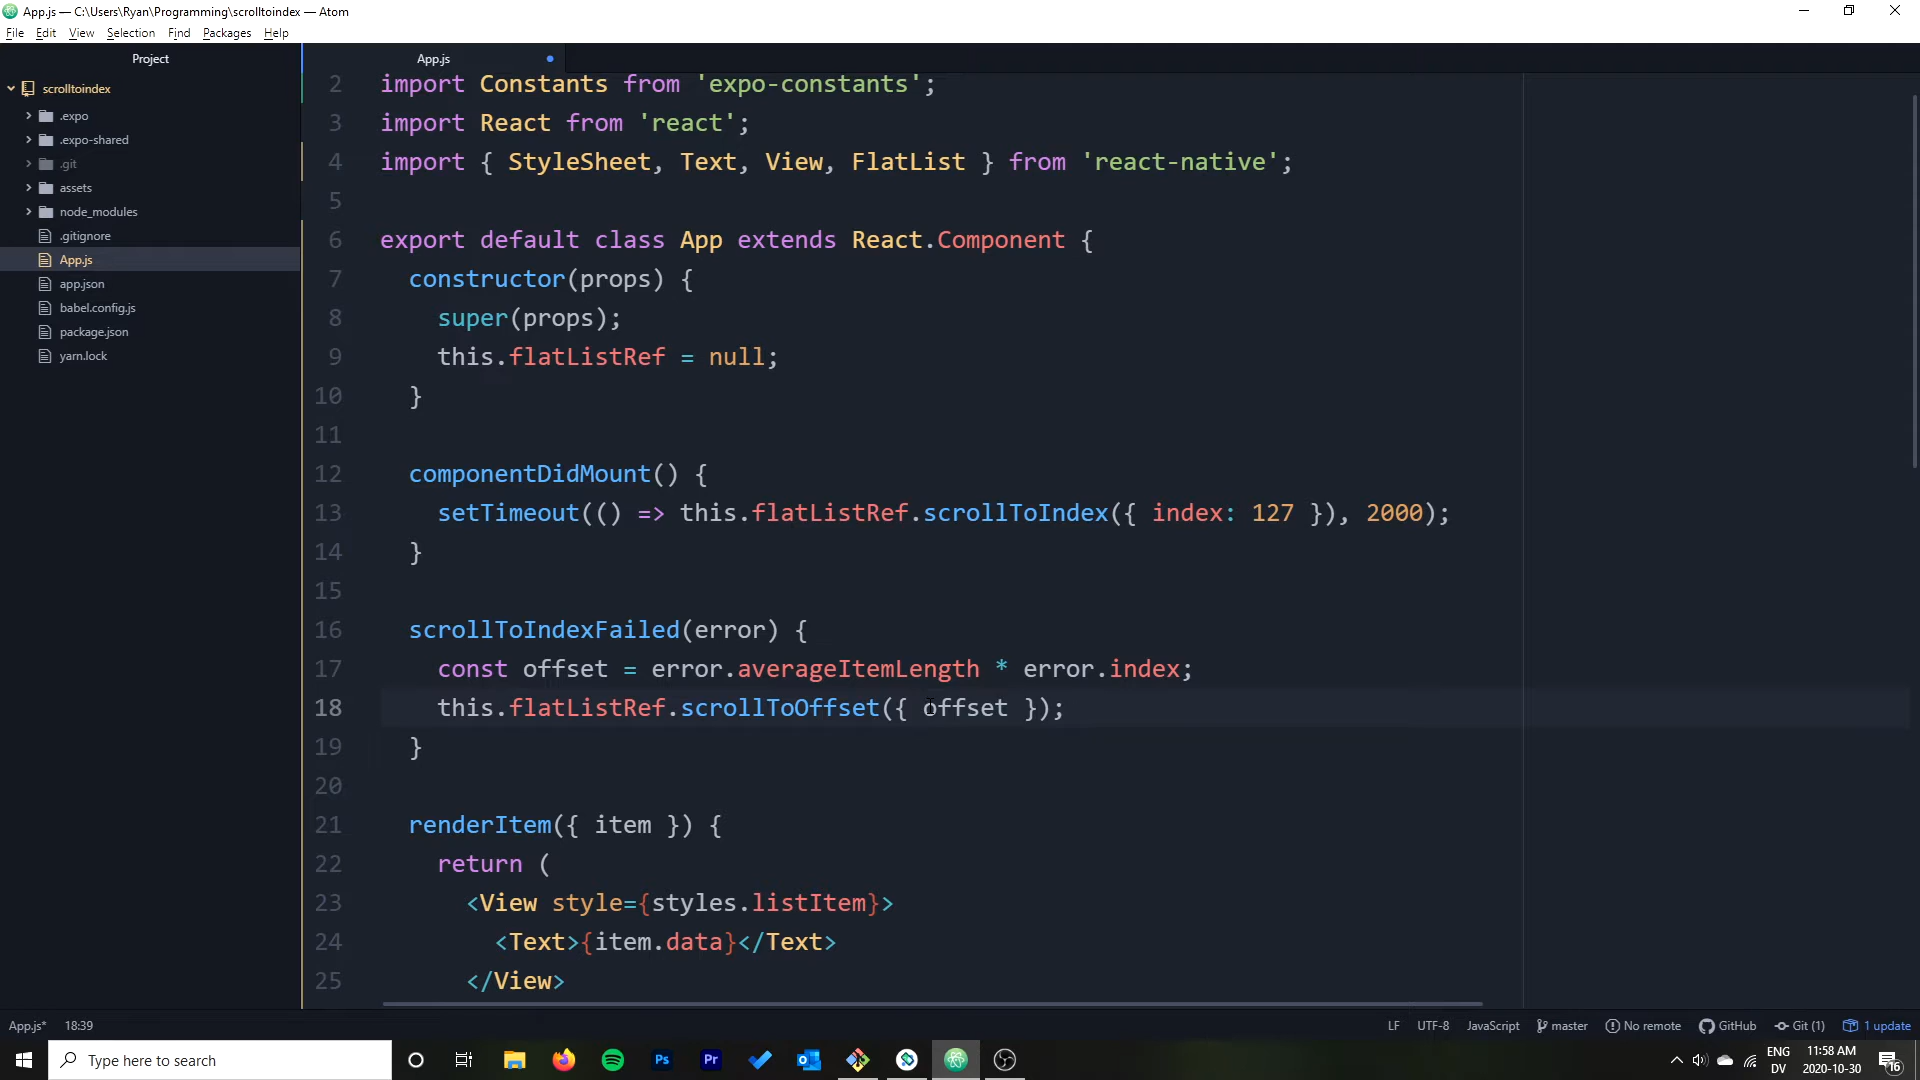 App.js — C:\Users\Ryan\Programming\scrolltoindex — Atom
File Edit View Selection Find Packages Help
Project
scrolltoindex
.expo
.expo-shared
.git
assets
node_modules
.gitignore
App.js
app.json
babel.config.js
package.json
yarn.lock
App.js
2 import Constants from 'expo-constants';
3 import React from 'react';
4 import { StyleSheet, Text, View, FlatList } from 'react-native';
5
6 export default class App extends React.Component {
7 constructor(props) {
8 super(props);
9 this.flatListRef = null;
10 }
11
12 componentDidMount() {
13 setTimeout(() => this.flatListRef.scrollToIndex({ index: 127 }), 2000);
14 }
15
16 scrollToIndexFailed(error) {
17 const offset = error.averageItemLength * error.index;
18 this.flatListRef.scrollToOffset({ offset });
19 }
20
21 renderItem({ item }) {
22 return (
23 <View style={styles.listItem}>
24 <Text>{item.data}</Text>
25 </View>
App.js* 18:39 LF UTF-8 JavaScript master No remote GitHub Git (1) 1 update
Type here to search
Ps
Pr
ENG
DV
11:58 AM
2020-10-30
16